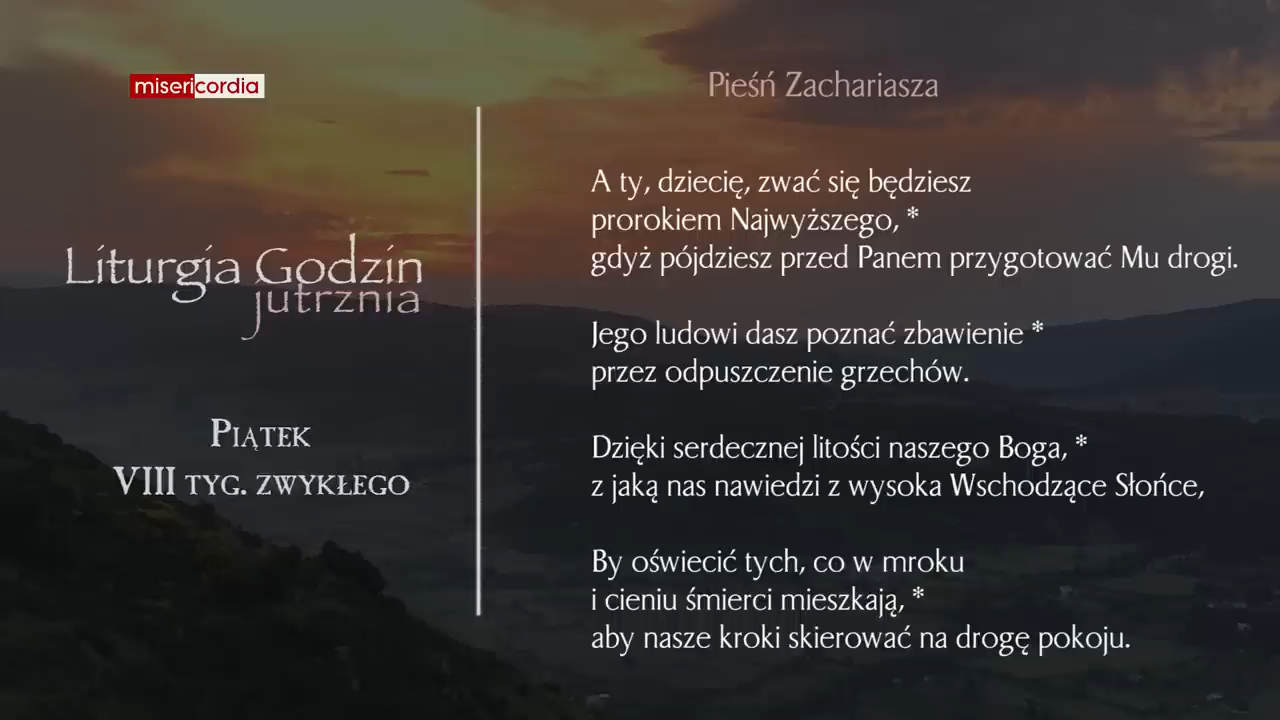 misericordia
Liturgia Godzin
jutrznia
Piątek
VIII tyg. zwykłego
Pieśń Zachariasza
A ty, dziecię, zwać się będziesz
prorokiem Najwyższego, *
gdyż pójdziesz przed Panem przygotować Mu drogi.
Jego ludowi dasz poznać zbawienie *
przez odpuszczenie grzechów.
Dzięki serdecznej litości naszego Boga, *
z jaką nas nawiedzi z wysoka Wschodzące Słońce,
By oświecić tych, co w mroku
i cieniu śmierci mieszkają, *
aby nasze kroki skierować na drogę pokoju.